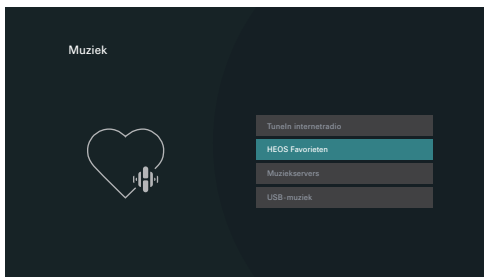 Muziek
TuneIn internetradio
HEOS Favorieten
Muziekservers
USB-muziek